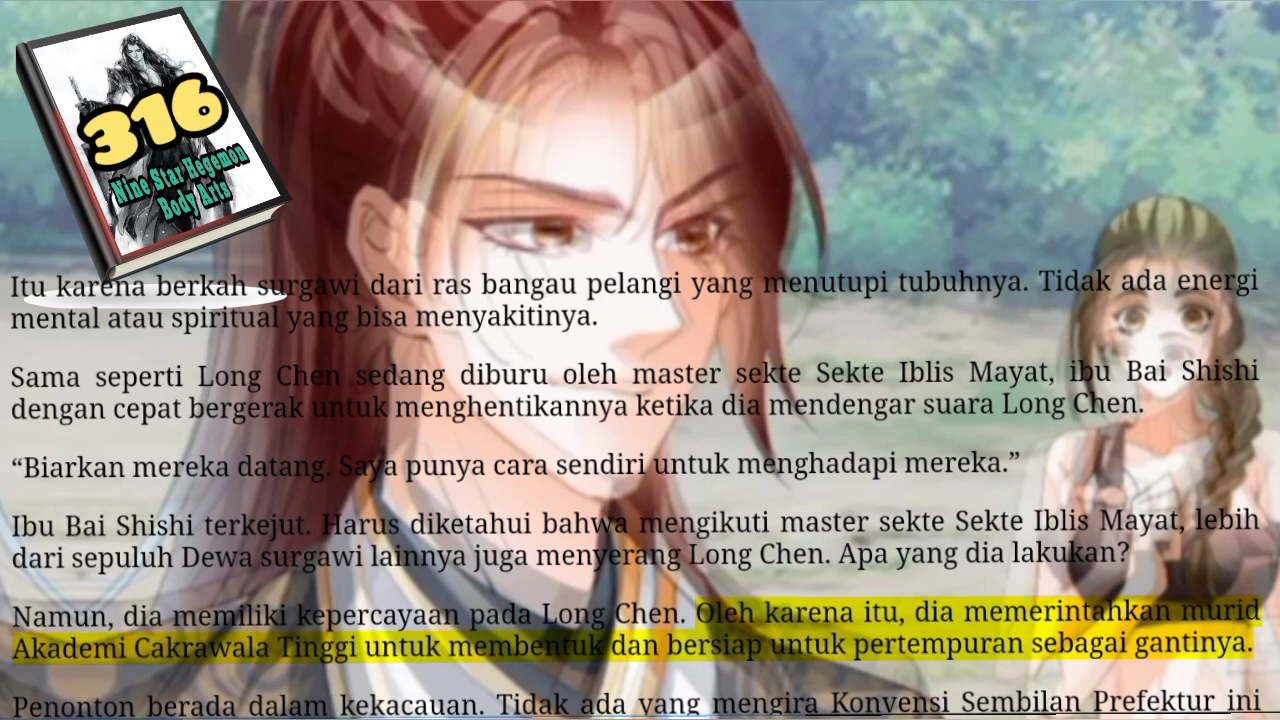 316
Nine Star Hegemon
Body Arts
Itu karena berkah surgawi dari ras bangau pelangi yang menutupi tubuhnya. Tidak ada energi
mental atau spiritual yang bisa menyakitinya.
Sama seperti Long Chen sedang diburu oleh master sekte Sekte Iblis Mayat, ibu Bai Shishi
dengan cepat bergerak untuk menghentikannya ketika dia mendengar suara Long Chen.
“Biarkan mereka datang. Saya punya cara sendiri untuk menghadapi mereka.”
Ibu Bai Shishi terkejut. Harus diketahui bahwa mengikuti master sekte Sekte Iblis Mayat, lebih
dari sepuluh Dewa surgawi lainnya juga menyerang Long Chen. Apa yang dia lakukan?
Namun, dia memiliki kepercayaan pada Long Chen. Oleh karena itu, dia memerintahkan murid
Akademi Cakrawala Tinggi untuk membentuk dan bersiap untuk pertempuran sebagai gantinya.
Penonton berada dalam kekacauan. Tidak ada yang mengira Konvensi Sembilan Prefektur ini